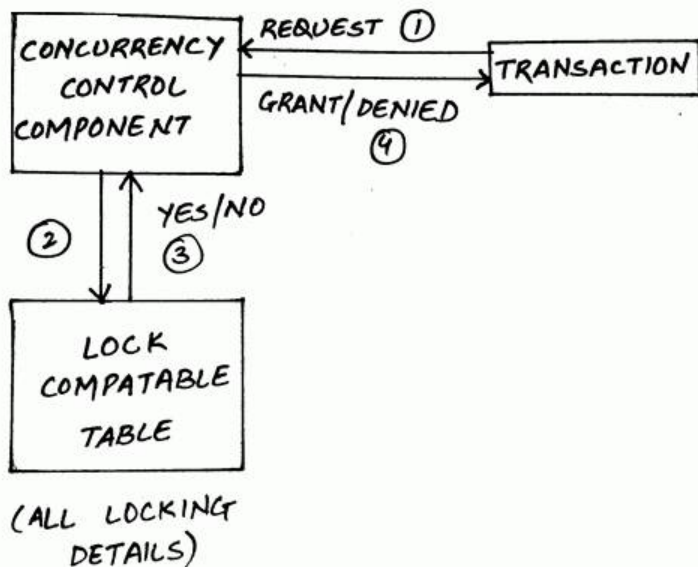 CONCURRENCY
CONTROL
COMPONENT
REQUEST ①
TRANSACTION
GRANT/DENIED
④
②
YES/NO
③
LOCK
COMPATABLE
TABLE
(ALL LOCKING
DETAILS)